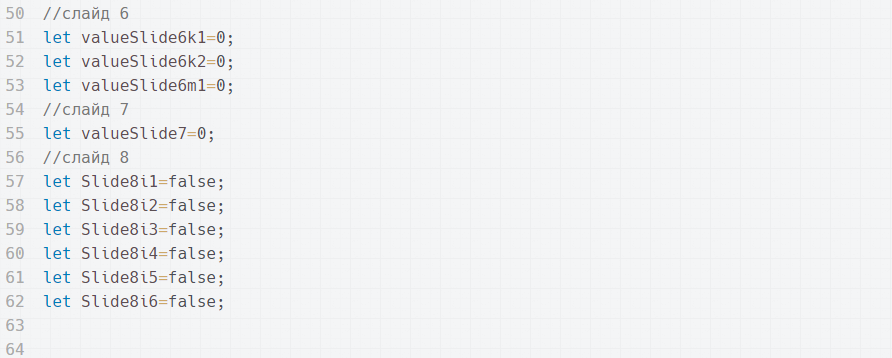 50 //слайд 6
51 let valueSlide6k1=0;
52 let valueSlide6k2=0;
53 let valueSlide6m1=0;
54 //слайд 7
55 let valueSlide7=0;
56 //слайд 8
57 let Slide8i1=false;
58 let Slide8i2=false;
59 let Slide8i3=false;
60 let Slide8i4=false;
61 let Slide8i5=false;
62 let Slide8i6=false;
63
64